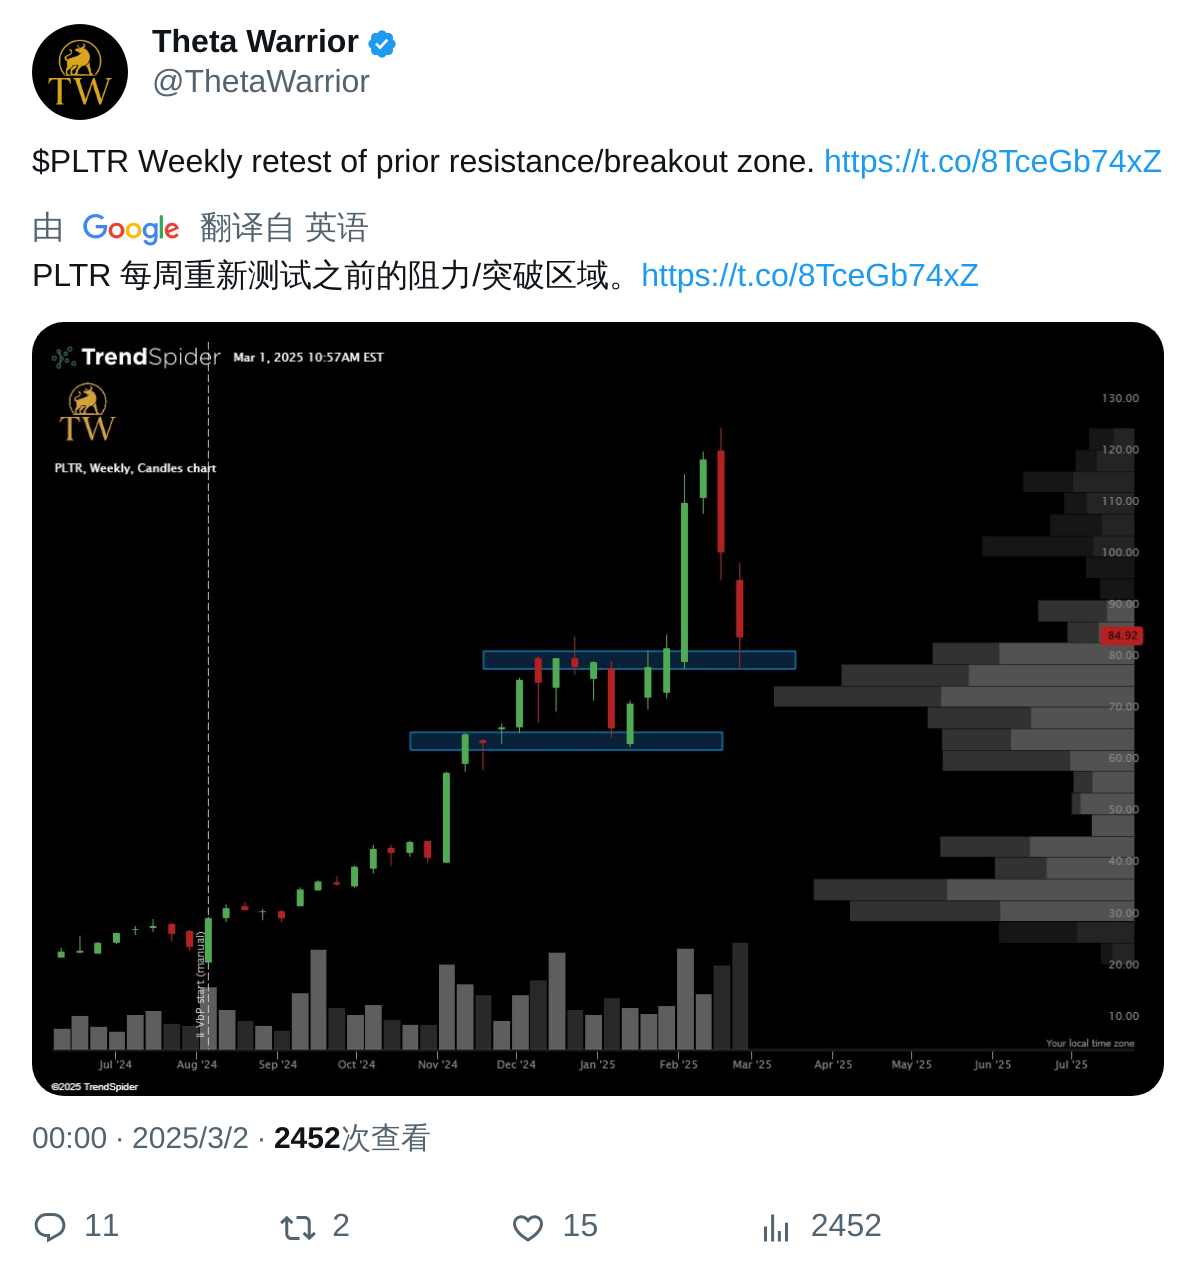 Theta Warrior
TW
@ThetaWarrior
$PLTR Weekly retest of prior resistance/breakout zone. https://t.co/8TceGb74xZ
由 Google 翻译自 英语
PLTR 每周重新测试之前的阻力/突破区域。https://t.co/8TceGb74xZ
TrendSpider Mar 1, 2025 10:57AM EST
TW
PLTR, Weekly, Candles chart
130.00
120.00
110.00
100.00
90.00
84.92
80.00
70.00
60.00
50.00
40.00
30.00
20.00
10.00
# VbP start (manual)
Your local time zone
Jul '24 Aug '24 Sep '24 Oct '24 Nov '24 Dec '24 Jan '25 Feb '25 Mar '25 Apr '25 May '25 Jun '25 Jul '25
©2025 TrendSpider
00:00 · 2025/3/2 · 2452次查看
11 2 15 2452